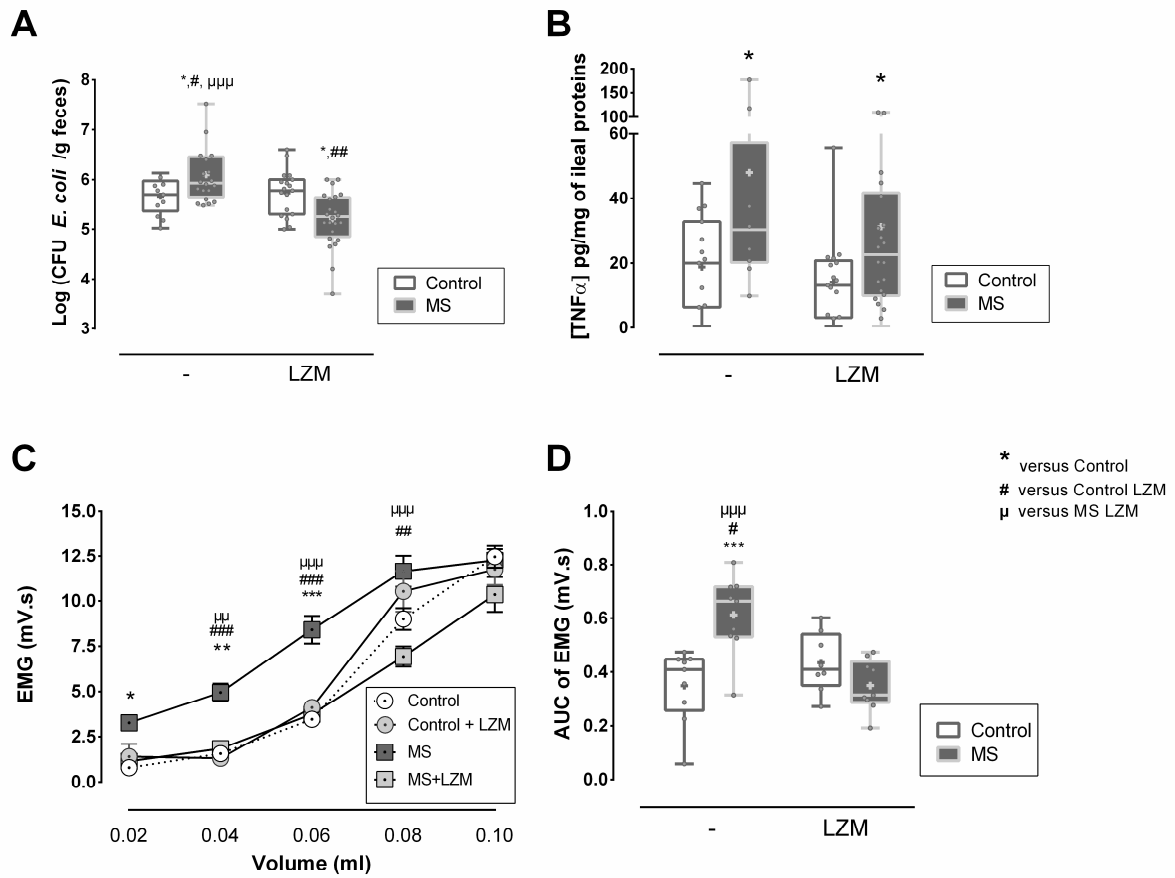 A
Log (CFU E. coli /g feces)
8
7
6
5
4
3
*,#, µµµ
*,##
Control
MS
- LZM
B
[TNFα] pg/mg of ileal proteins
200
150
100
60
40
20
0
*
*
Control
MS
- LZM
C
EMG (mV.s)
15.0
12.5
10.0
7.5
5.0
2.5
0.0
*
µµ
###
**
µµµ
###
***
µµµ
##
Control
Control + LZM
MS
MS+LZM
0.02 0.04 0.06 0.08 0.10
Volume (ml)
D
AUC of EMG (mV.s)
1.0
0.8
0.6
0.4
0.2
0.0
µµµ
#
***
Control
MS
- LZM
* versus Control
# versus Control LZM
µ versus MS LZM